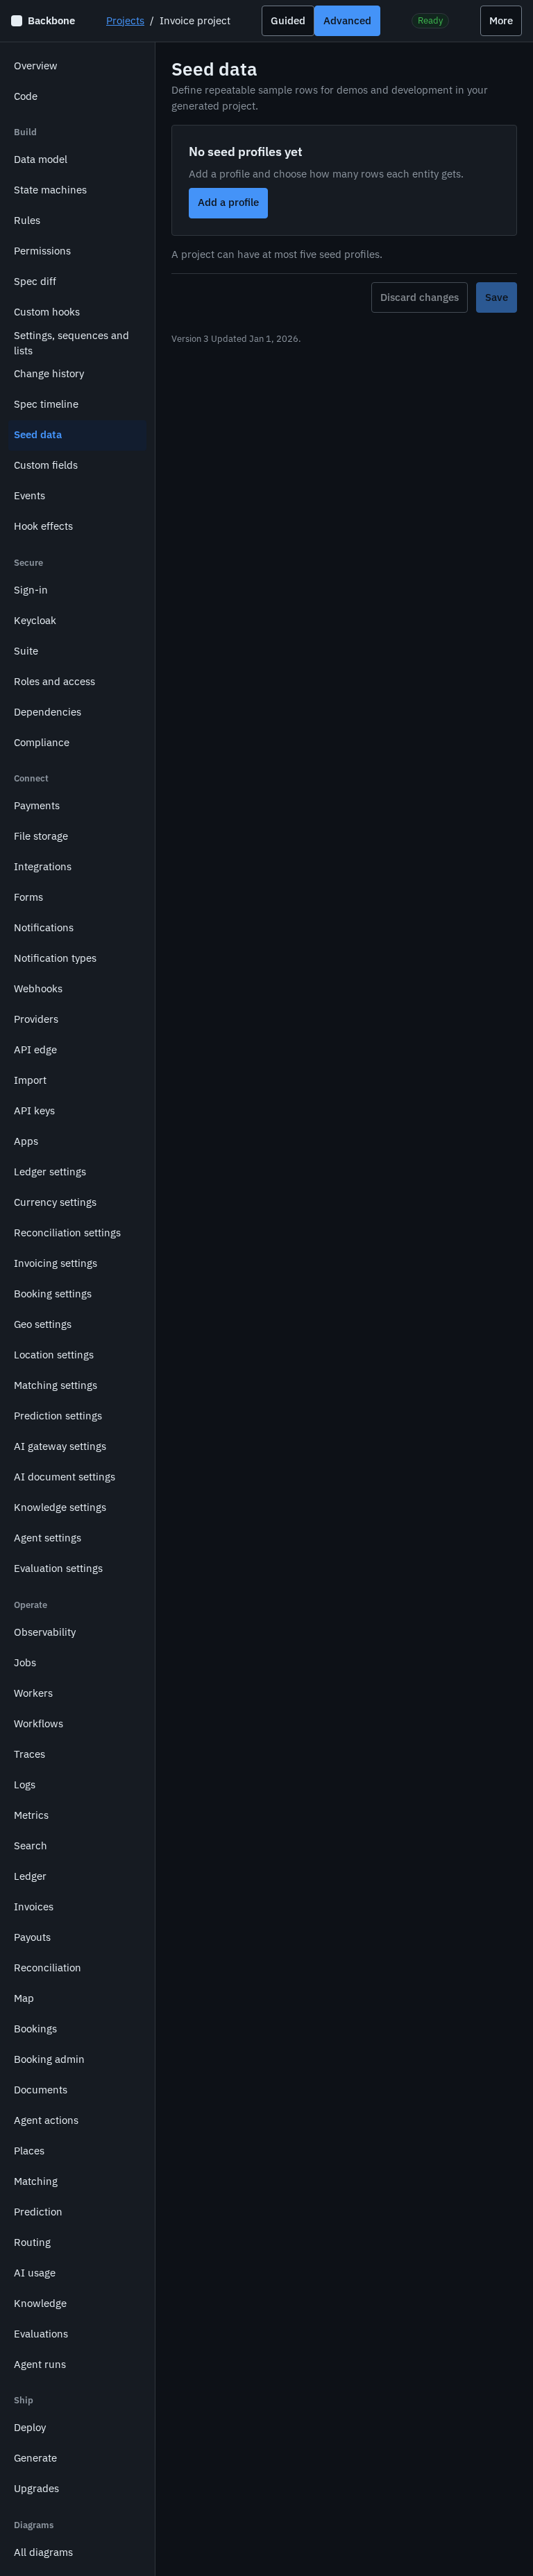 Backbone
Projects / Invoice project
Guided
Advanced
Ready
More
Overview
Code
Build
Data model
State machines
Rules
Permissions
Spec diff
Custom hooks
Settings, sequences and
lists
Change history
Spec timeline
Seed data
Custom fields
Events
Hook effects
Secure
Sign-in
Keycloak
Suite
Roles and access
Dependencies
Compliance
Connect
Payments
File storage
Integrations
Forms
Notifications
Notification types
Webhooks
Providers
API edge
Import
API keys
Apps
Ledger settings
Currency settings
Reconciliation settings
Invoicing settings
Booking settings
Geo settings
Location settings
Matching settings
Prediction settings
AI gateway settings
AI document settings
Knowledge settings
Agent settings
Evaluation settings
Operate
Observability
Jobs
Workers
Workflows
Traces
Logs
Metrics
Search
Ledger
Invoices
Payouts
Reconciliation
Map
Bookings
Booking admin
Documents
Agent actions
Places
Matching
Prediction
Routing
AI usage
Knowledge
Evaluations
Agent runs
Ship
Deploy
Generate
Upgrades
Diagrams
All diagrams
Seed data
Define repeatable sample rows for demos and development in your
generated project.
No seed profiles yet
Add a profile and choose how many rows each entity gets.
Add a profile
A project can have at most five seed profiles.
Discard changes
Save
Version 3 Updated Jan 1, 2026.